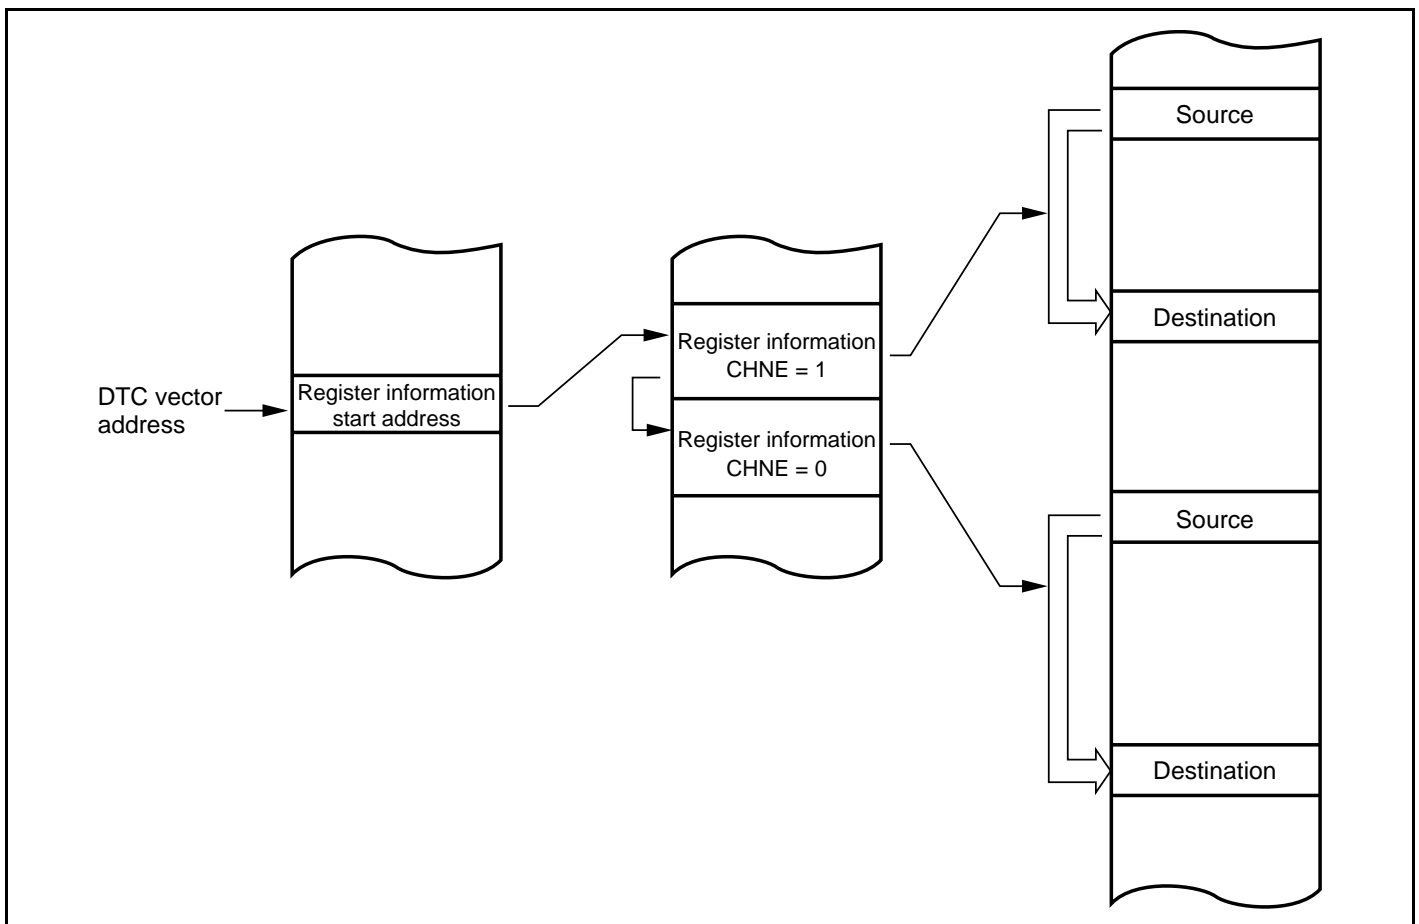 DTC vector
address
Register information
start address
Register information
CHNE = 1
Register information
CHNE = 0
Source
Destination
Source
Destination